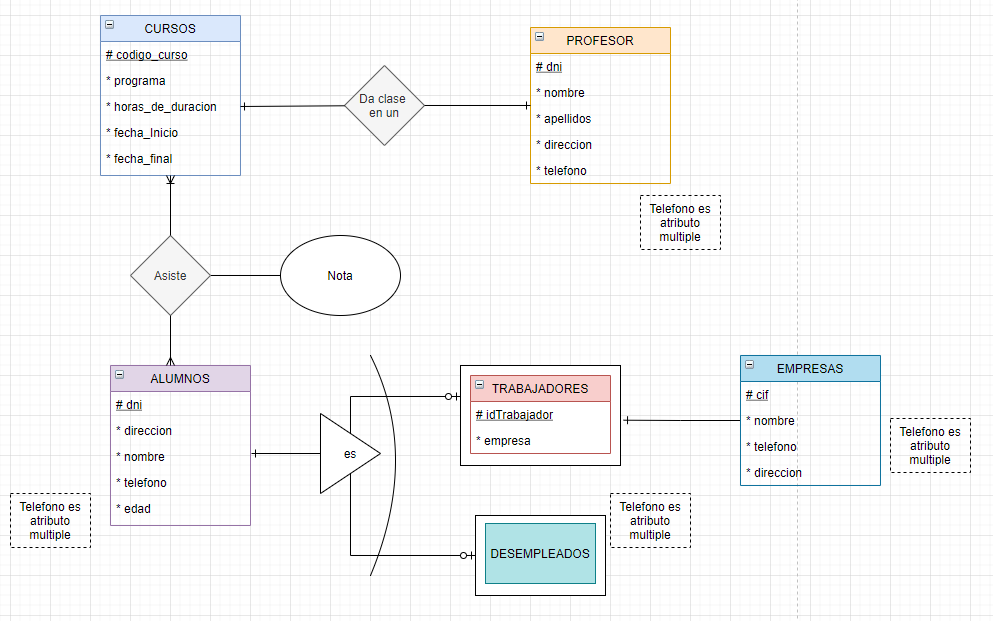 CURSOS
# codigo_curso
* programa
* horas_de_duracion
* fecha_Inicio
* fecha_final
Da clase
en un
PROFESOR
# dni
* nombre
* apellidos
* direccion
* telefono
Telefono es
atributo
multiple
Asiste
Nota
ALUMNOS
# dni
* direccion
* nombre
* telefono
* edad
Telefono es
atributo
multiple
es
TRABAJADORES
# idTrabajador
* empresa
EMPRESAS
# cif
* nombre
* telefono
* direccion
Telefono es
atributo
multiple
DESEMPLEADOS
Telefono es
atributo
multiple